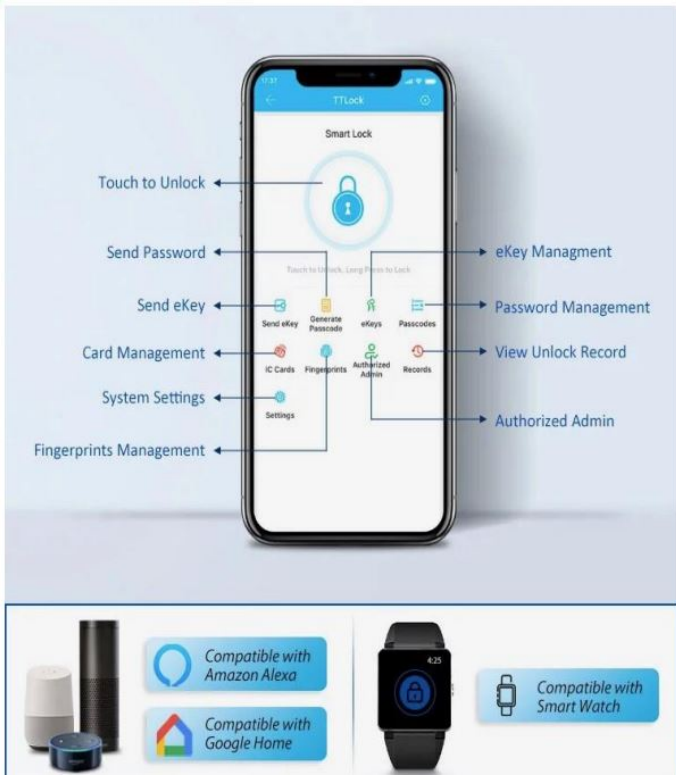 17:37
TTLock
Smart Lock
Touch to Unlock
Send Password
eKey Managment
Touch to Unlock, Long Press to Lock
Send eKey
Password Management
Send eKey
Generate
Passcode
eKeys
Passcodes
Card Management
View Unlock Record
IC Cards
Fingerprints
Authorized
Admin
Records
System Settings
Settings
Authorized Admin
Fingerprints Management
Compatible with
Amazon Alexa
Compatible with
Google Home
4:25
Compatible with
Smart Watch